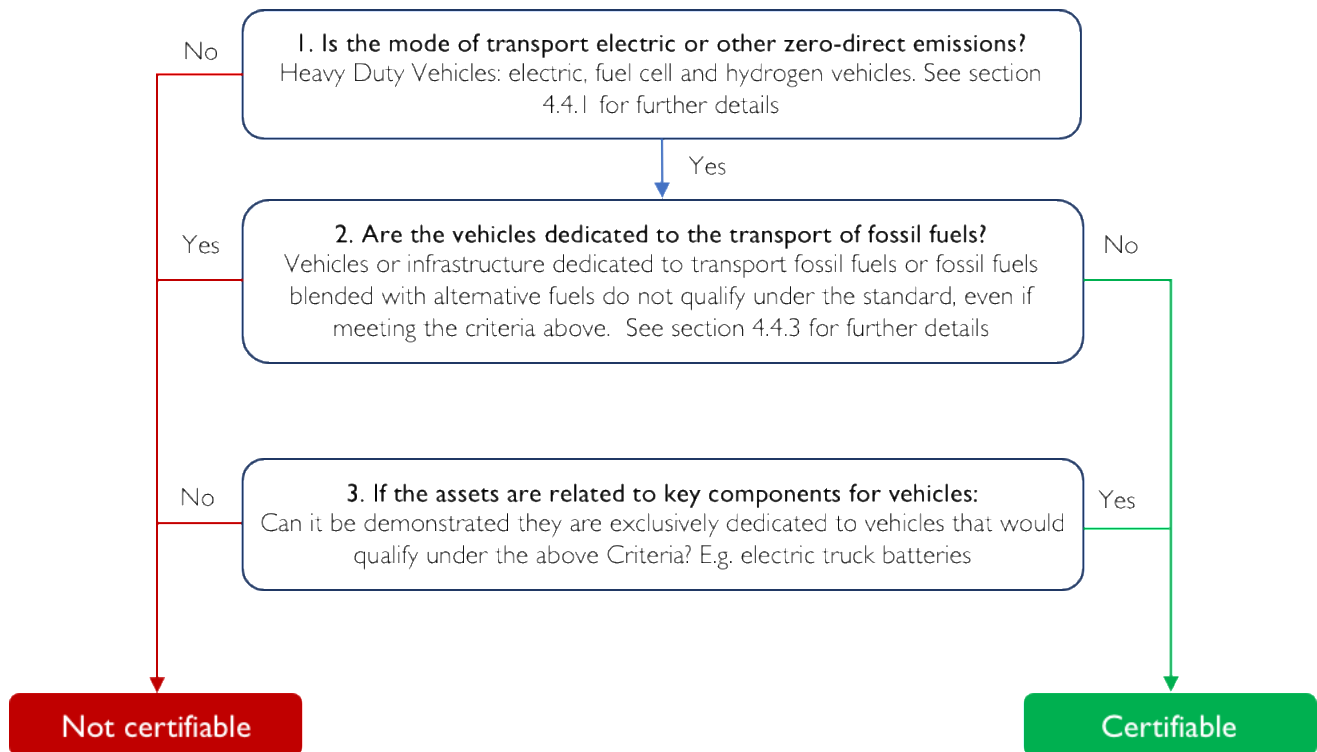 No
1. Is the mode of transport electric or other zero-direct emissions?
Heavy Duty Vehicles: electric, fuel cell and hydrogen vehicles. See section
4.4.1 for further details
Yes
Yes
2. Are the vehicles dedicated to the transport of fossil fuels?
Vehicles or infrastructure dedicated to transport fossil fuels or fossil fuels
blended with alternative fuels do not qualify under the standard, even if
meeting the criteria above.  See section 4.4.3 for further details
No
No
3. If the assets are related to key components for vehicles:
Can it be demonstrated they are exclusively dedicated to vehicles that would
qualify under the above Criteria? E.g. electric truck batteries
Yes
Not certifiable
Certifiable